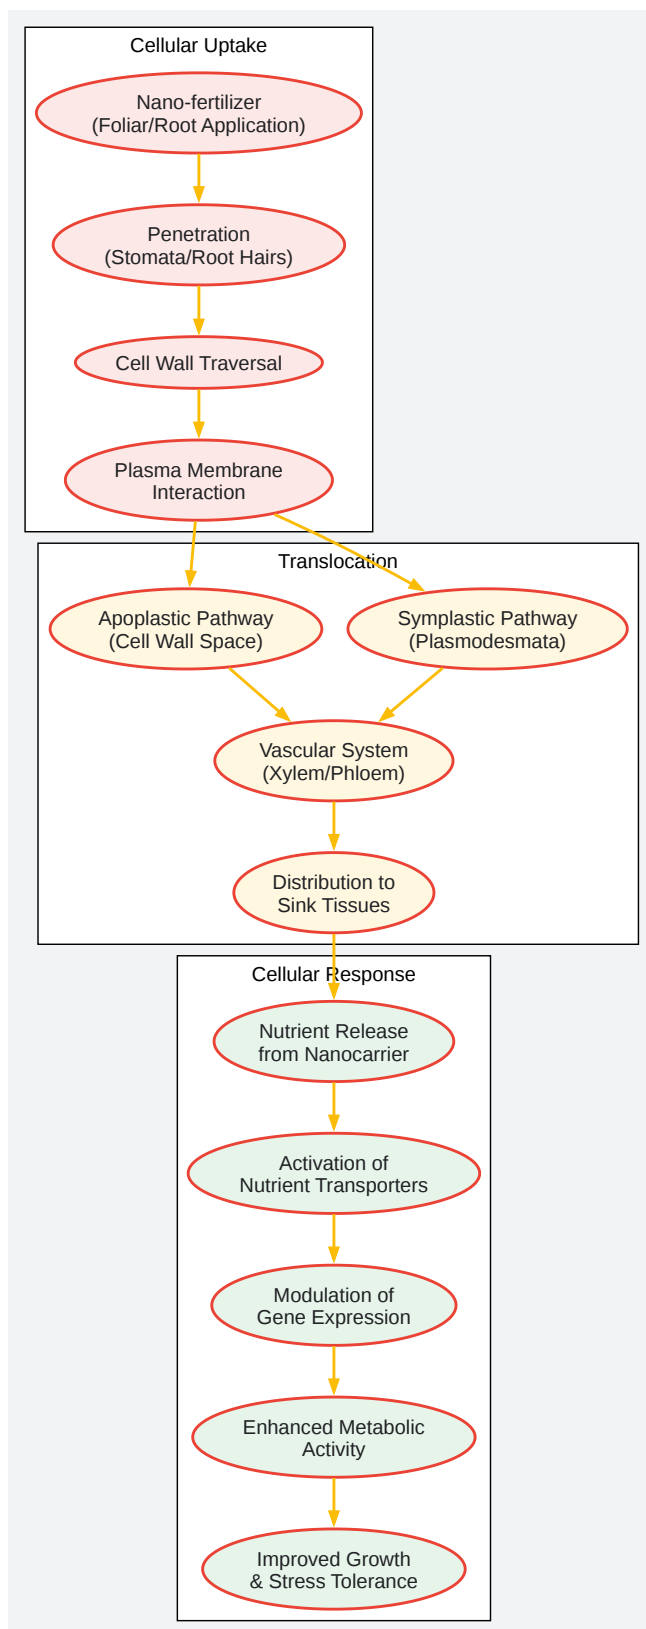 Cellular Uptake
Nano-fertilizer
(Foliar/Root Application)
Penetration
(Stomata/Root Hairs)
Cell Wall Traversal
Plasma Membrane
Interaction
Translocation
Apoplastic Pathway
(Cell Wall Space)
Symplastic Pathway
(Plasmodesmata)
Vascular System
(Xylem/Phloem)
Distribution to
Sink Tissues
Cellular Response
Nutrient Release
from Nanocarrier
Activation of
Nutrient Transporters
Modulation of
Gene Expression
Enhanced Metabolic
Activity
Improved Growth
& Stress Tolerance